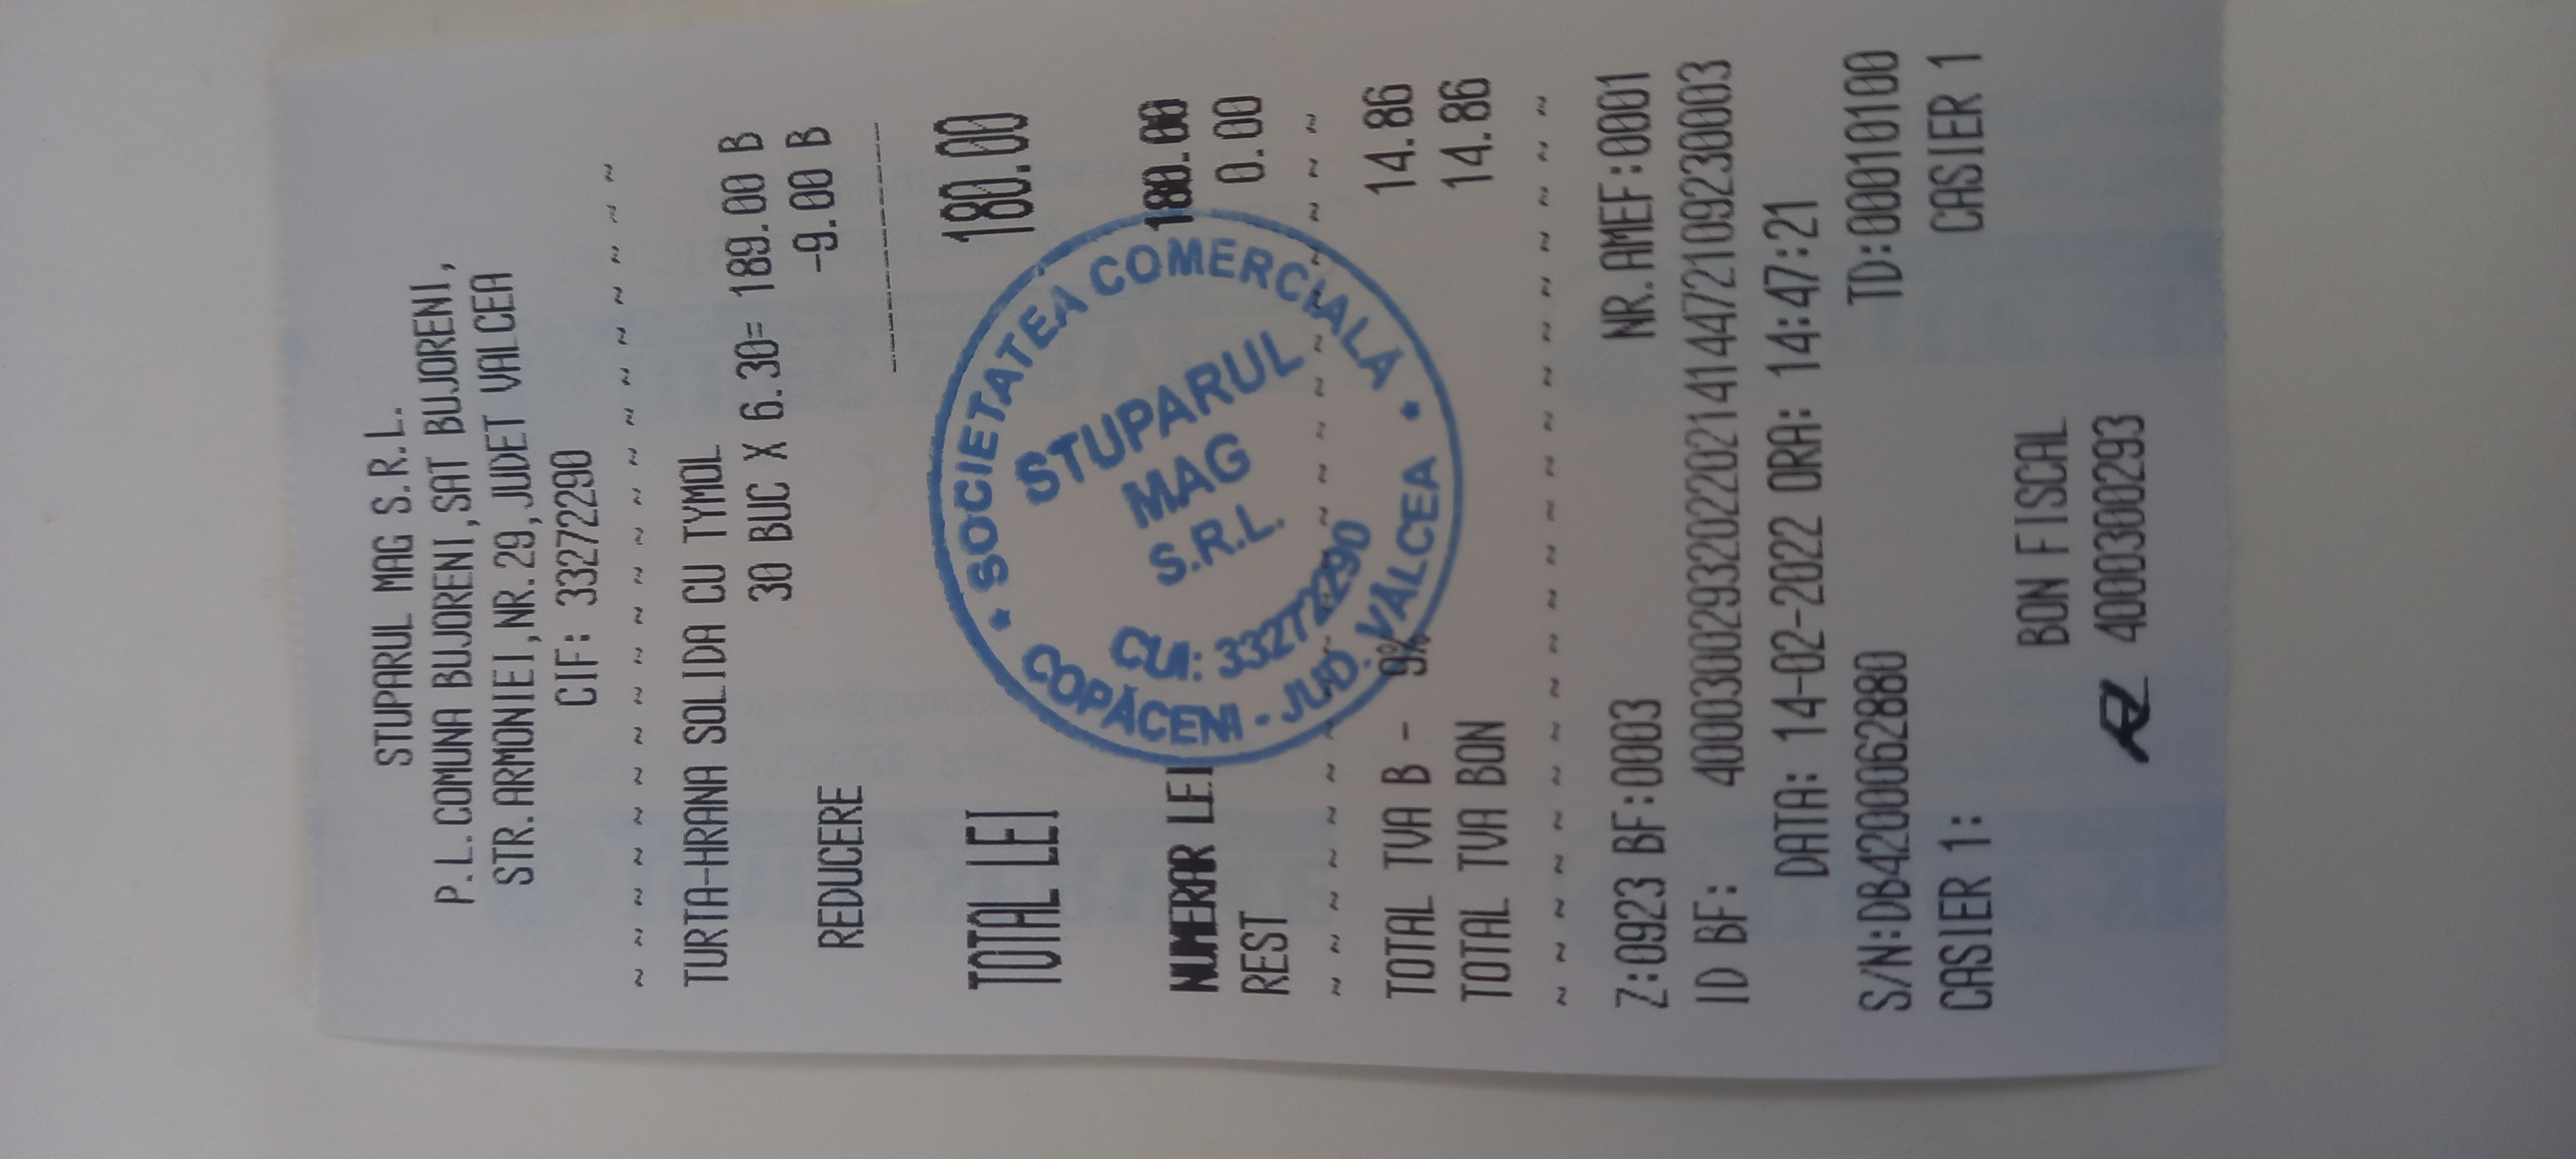 STUPARUL MAG S.R.L.
P.L.COMUNA BUJORENI,SAT BUJORENI,
STR.ARMONIEI,NR.29,JUDET VALCEA
CIF: 33272290
~ ~ ~ ~ ~ ~ ~ ~ ~ ~ ~ ~ ~ ~ ~ ~ ~ ~ ~ ~
TURTA-HRANA SOLIDA CU TYMOL
30 BUC X 6.30= 189.00 B
REDUCERE -9.00 B
TOTAL LEI 180.00
NUMERAR LEI 180.00
REST 0.00
~ ~ ~ ~ ~ ~ ~ ~ ~ ~ ~ ~ ~ ~ ~ ~ ~ ~ ~ ~
TOTAL TVA B - 9% 14.86
TOTAL TVA BON 14.86
~ ~ ~ ~ ~ ~ ~ ~ ~ ~ ~ ~ ~ ~ ~ ~ ~ ~ ~ ~
Z:0923 BF:0003 NR.AMEF:0001
ID BF: 40003002932022021414472109230003
DATA: 14-02-2022 ORA: 14:47:21
S/N:DB4200062880 TD:00010100
CASIER 1: CASIER 1
BON FISCAL
4000300293
* SOCIETATEA COMERCIALĂ *
STUPARUL
MAG
S.R.L.
CUI: 33272290
COPĂCENI - JUD. VÂLCEA